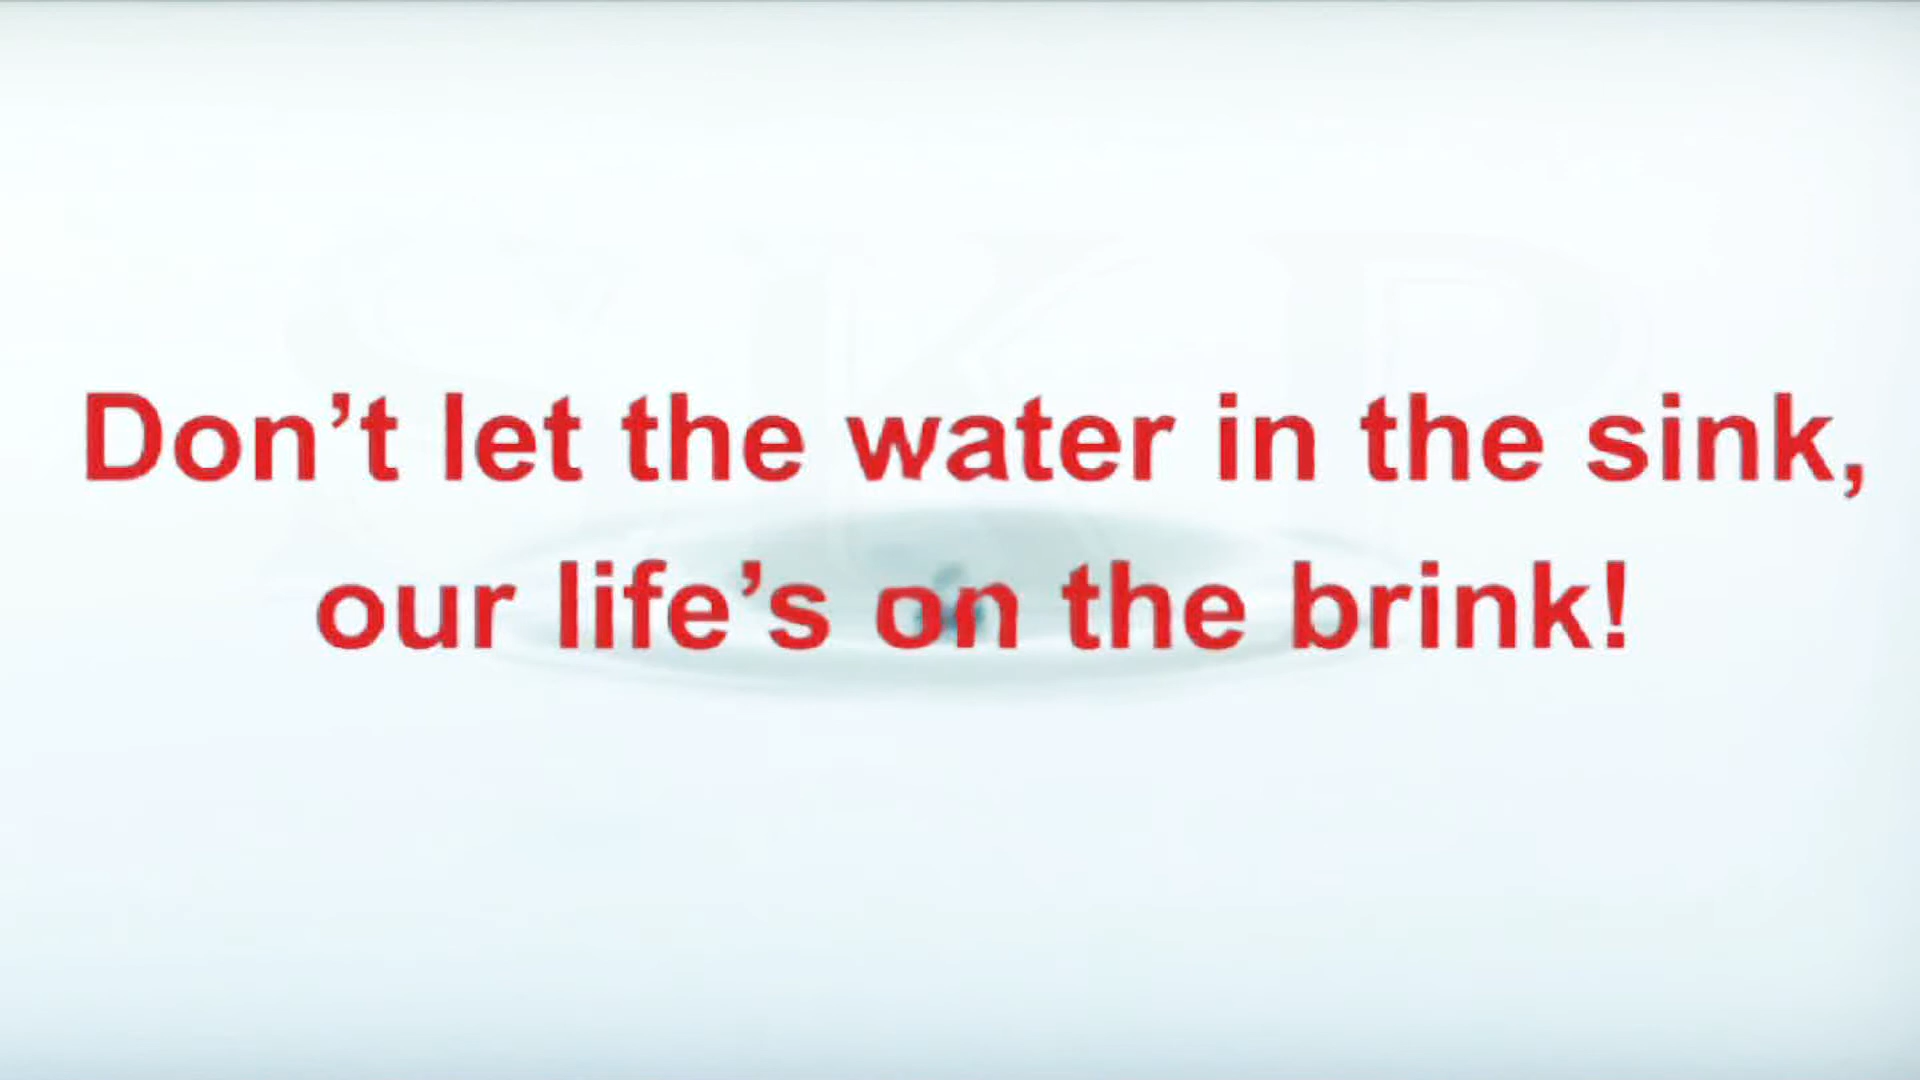 Don’t let the water in the sink,
our life’s on the brink!